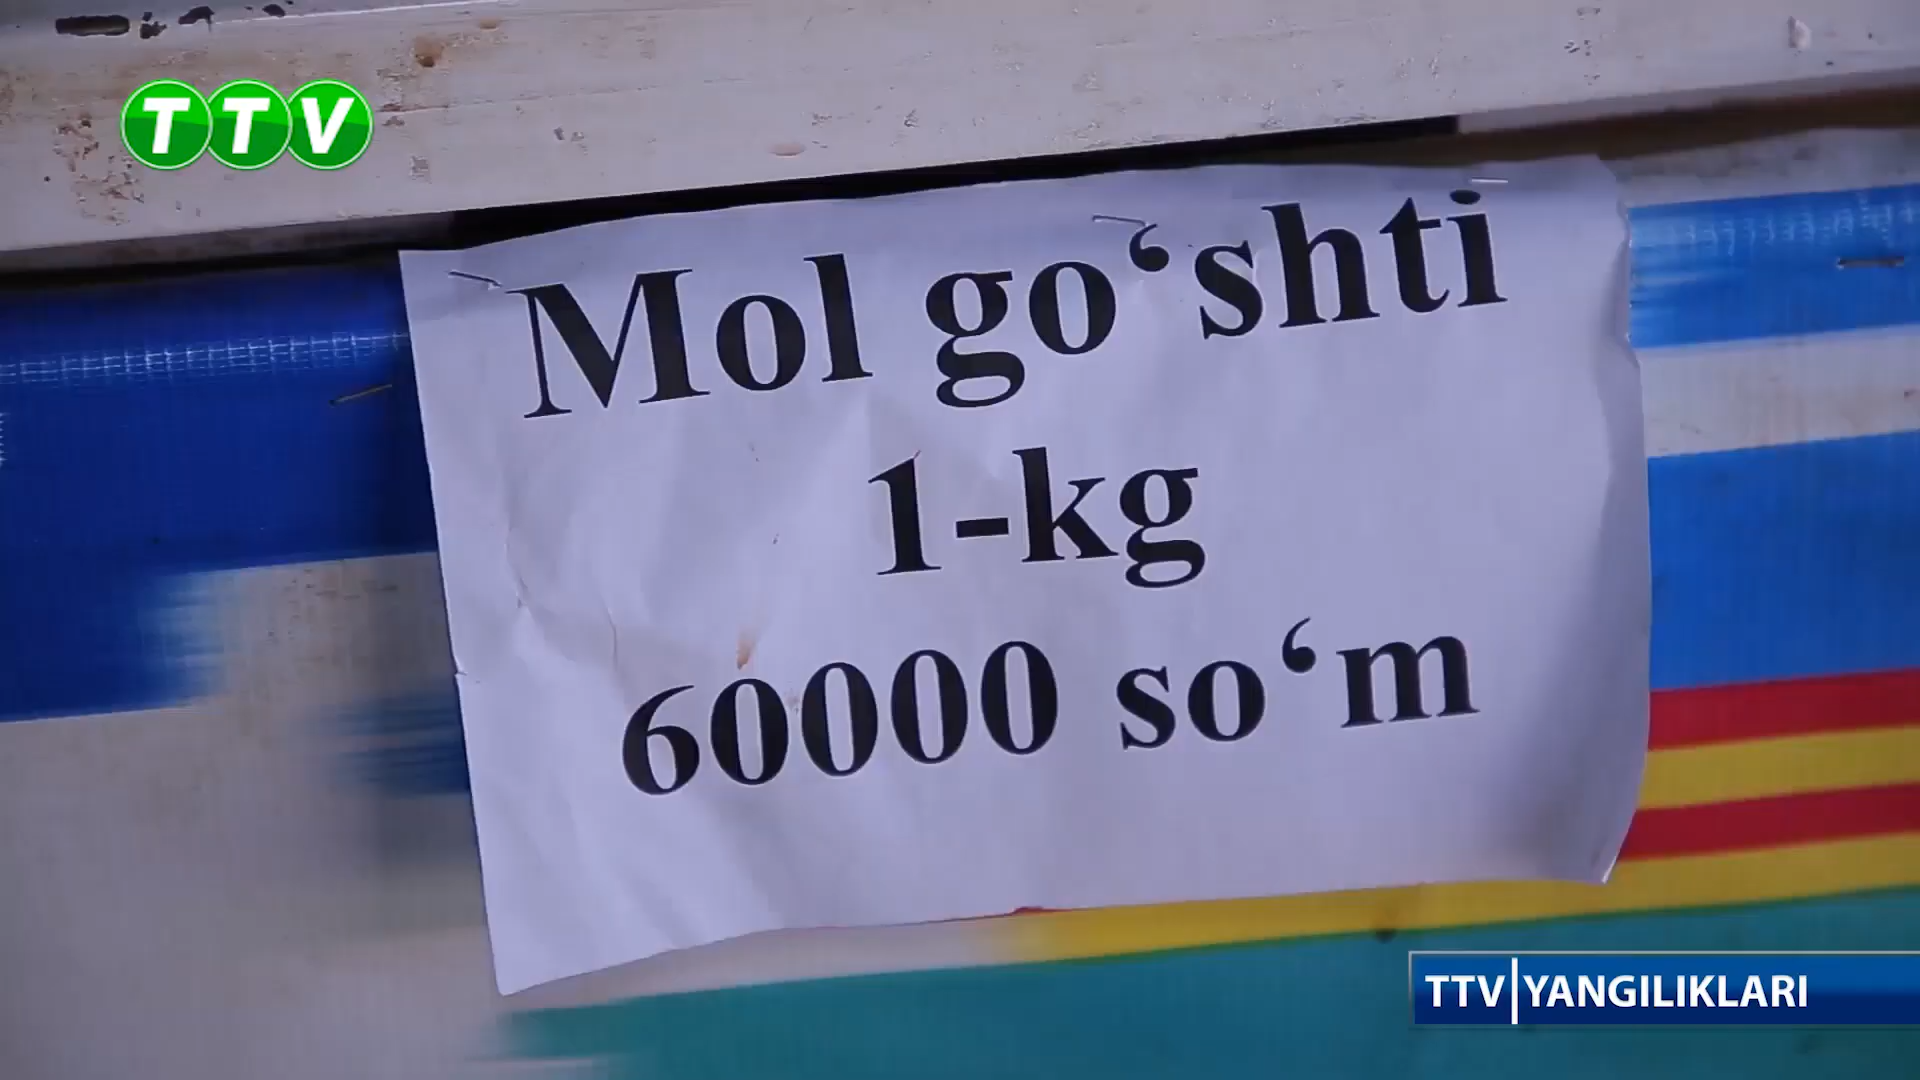 TTV
Mol go‘shti
1-kg
60000 so‘m
TTV YANGILIKLARI